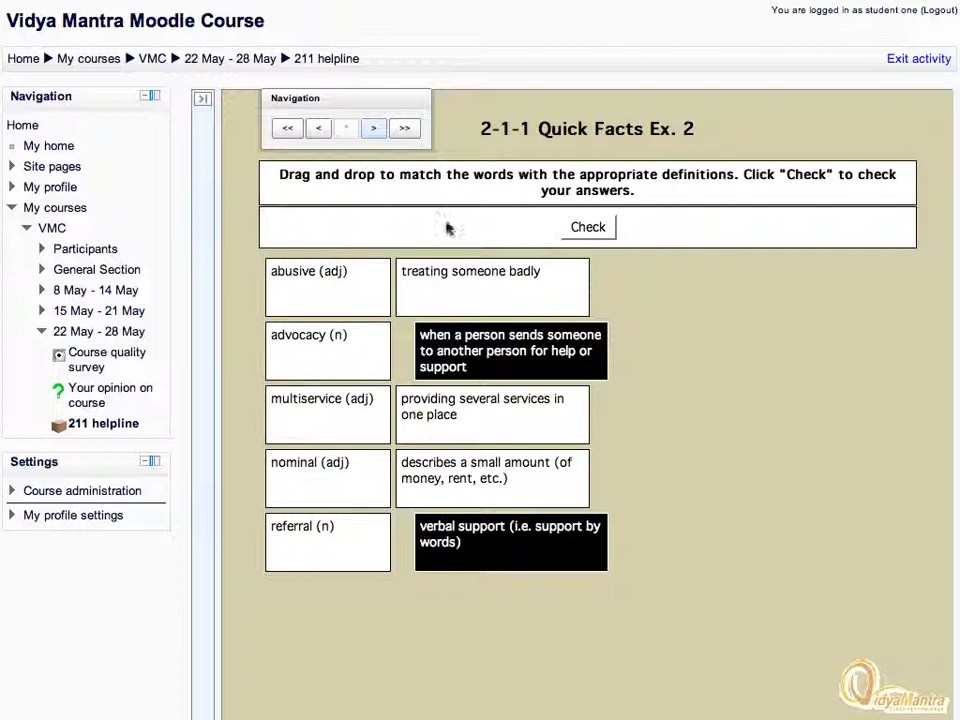 Vidya Mantra Moodle Course
You are logged in as student one (Logout)
Home ► My courses ► VMC ► 22 May - 28 May ► 211 helpline
Exit activity
Navigation
Home
My home
Site pages
My profile
My courses
VMC
Participants
General Section
8 May - 14 May
15 May - 21 May
22 May - 28 May
Course quality
survey
Your opinion on
course
211 helpline
Settings
Course administration
My profile settings
Navigation
<< < ^ > >>
2-1-1 Quick Facts Ex. 2
Drag and drop to match the words with the appropriate definitions. Click "Check" to check
your answers.
Check
abusive (adj)
treating someone badly
advocacy (n)
when a person sends someone
to another person for help or
support
multiservice (adj)
providing several services in
one place
nominal (adj)
describes a small amount (of
money, rent, etc.)
referral (n)
verbal support (i.e. support by
words)
VidyaMantra